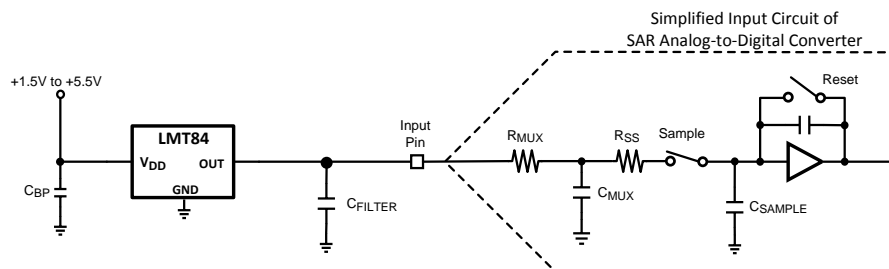 Simplified Input Circuit of
SAR Analog-to-Digital Converter
+1.5V to +5.5V
Reset
LMT84
Input
Pin
RMUX
RSS
Sample
VDD
OUT
GND
CBP
CFILTER
CMUX
CSAMPLE